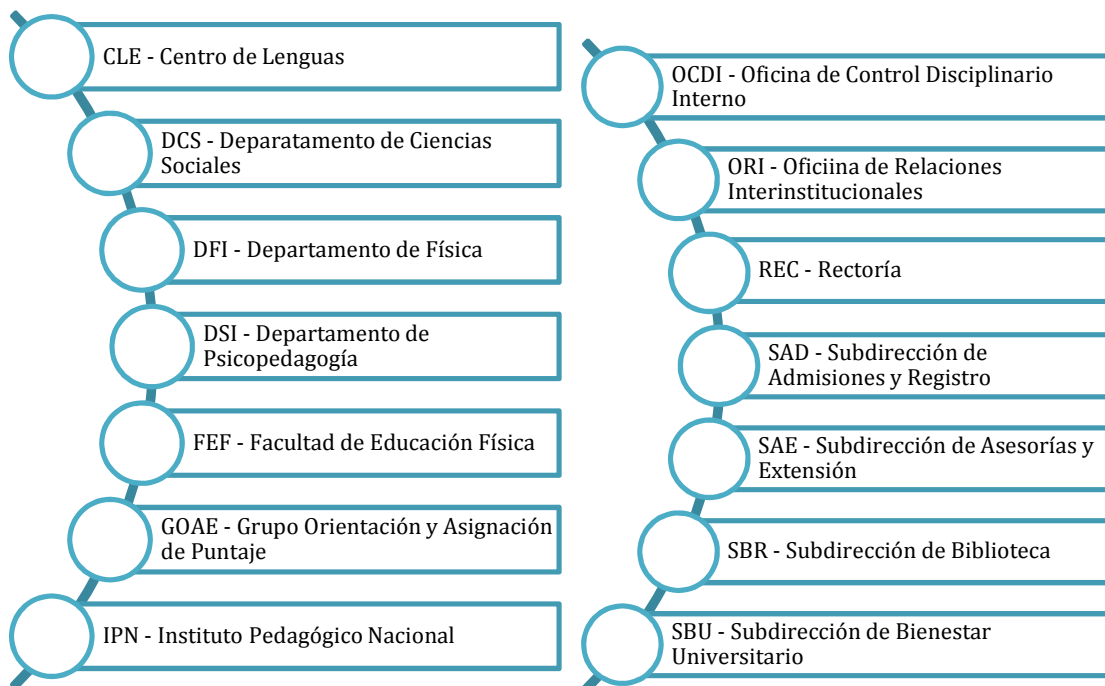 CLE - Centro de Lenguas
DCS - Deparatamento de Ciencias
Sociales
DFI - Departamento de Física
DSI - Departamento de
Psicopedagogía
FEF - Facultad de Educación Física
GOAE - Grupo Orientación y Asignación
de Puntaje
IPN - Instituto Pedagógico Nacional
OCDI - Oficina de Control Disciplinario
Interno
ORI - Oficiina de Relaciones
Interinstitucionales
REC - Rectoría
SAD - Subdirección de
Admisiones y Registro
SAE - Subdirección de Asesorías y
Extensión
SBR - Subdirección de Biblioteca
SBU - Subdirección de Bienestar
Universitario